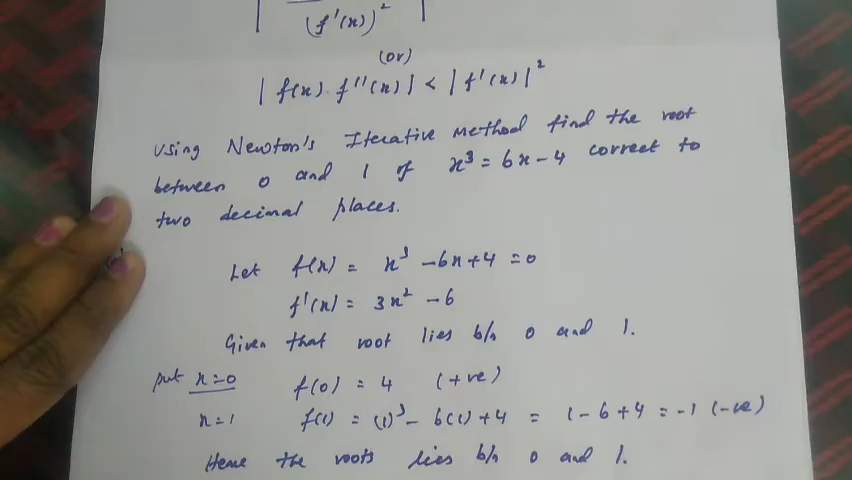 (f'(x))²
(or)
| f(x). f''(x) | < | f'(x) |²
Using Newton's Iterative method find the root
between 0 and 1 of x³ = 6x - 4 correct to
two decimal places.
Let f(x) = x³ - 6x + 4 = 0
f'(x) = 3x² - 6
Given that root lies b/n 0 and 1.
put x=0 f(0) = 4 (+ve)
x=1 f(1) = (1)³ - 6(1) + 4 = 1 - 6 + 4 = -1 (-ve)
Hence the roots lies b/n 0 and 1.